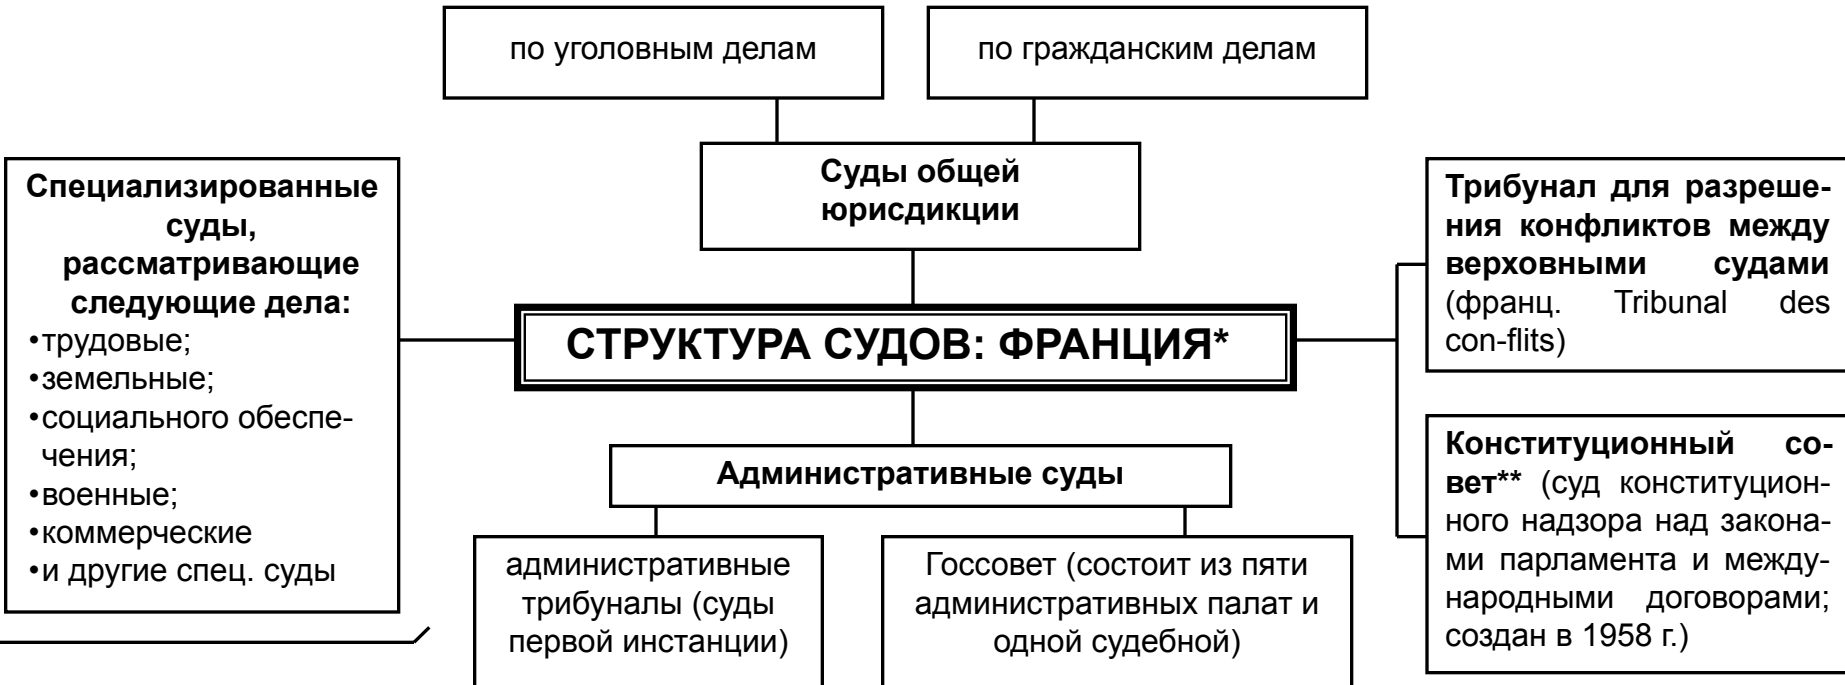 по уголовным делам
по гражданским делам
Суды общей
юрисдикции
Специализированные
суды,
рассматривающие
следующие дела:
•трудовые;
•земельные;
•социального обеспе-
чения;
•военные;
•коммерческие
•и другие спец. суды
СТРУКТУРА СУДОВ: ФРАНЦИЯ*
Трибунал для разреше-
ния конфликтов между
верховными судами
(франц. Tribunal des
con-flits)
Административные суды
административные
трибуналы (суды
первой инстанции)
Госсовет (состоит из пяти
административных палат и
одной судебной)
Конституционный со-
вет** (суд конституцион-
ного надзора над закона-
ми парламента и между-
народными договорами;
создан в 1958 г.)